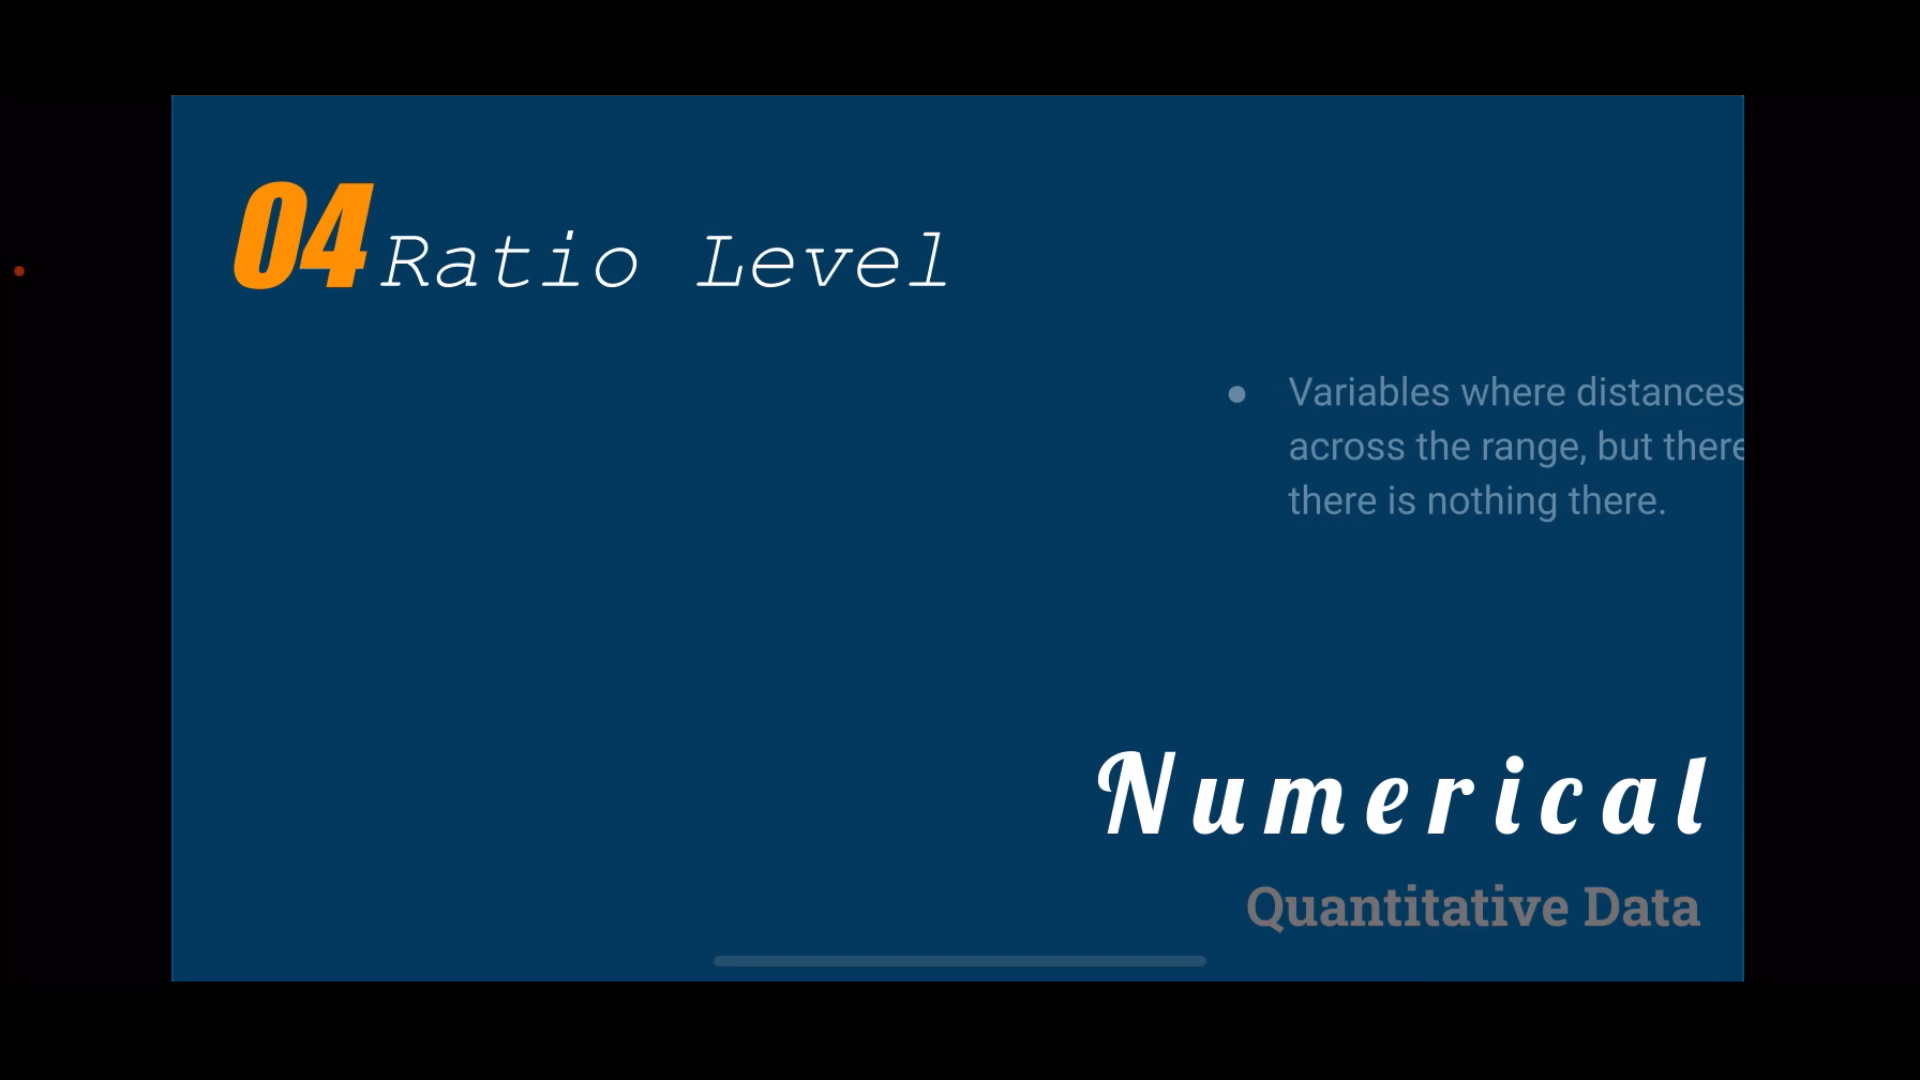 04 Ratio Level
Variables where distances
across the range, but there
there is nothing there.
Numerical
Quantitative Data